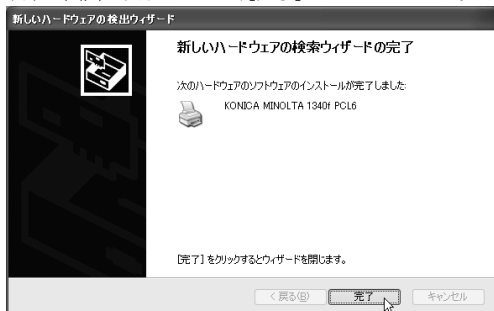 新しいハードウェアの検出ウィザード
新しいハードウェアの検索ウィザードの完了
次のハードウェアのソフトウェアのインストールが完了しました:
KONICA MINOLTA 1340f PCL6
[完了] をクリックするとウィザードを閉じます。
< 戻る(B) 完了 キャンセル